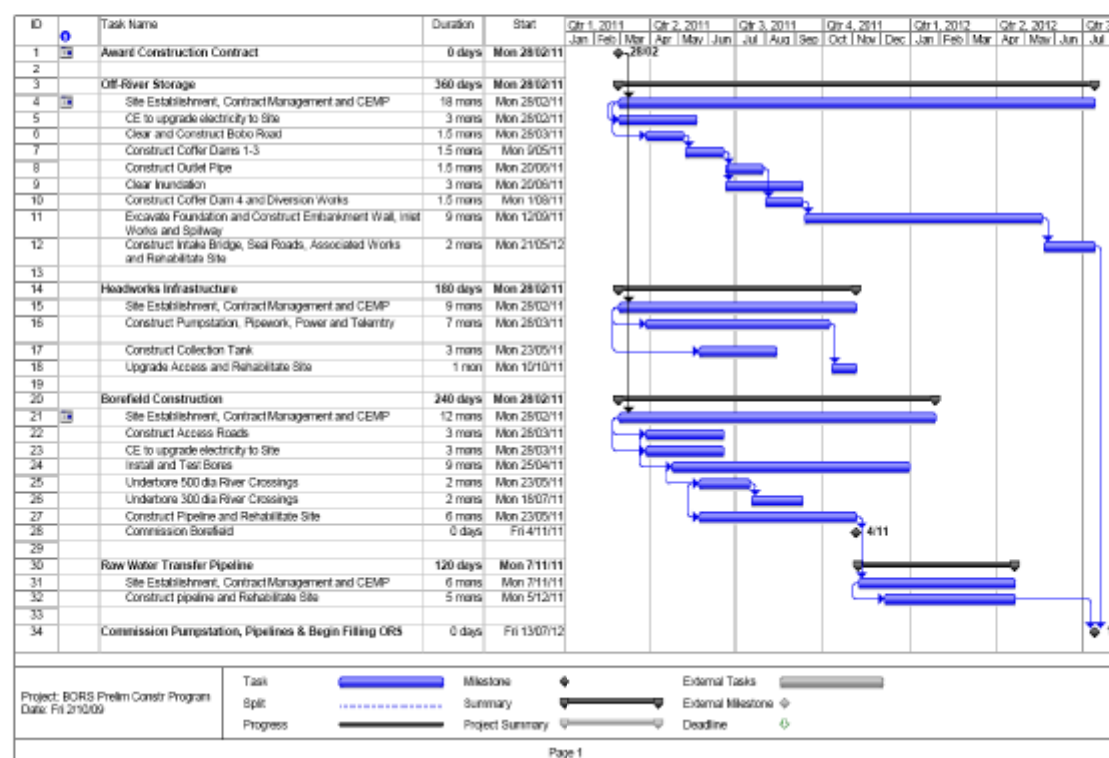 ID Task Name Duration Start Qtr 1, 2011 Qtr 2, 2011 Qtr 3, 2011 Qtr 4, 2011 Qtr 1, 2012 Qtr 2, 2012 Qtr
Jan Feb Mar Apr May Jun Jul Aug Sep Oct Nov Dec Jan Feb Mar Apr May Jun Jul
1 Award Construction Contract 0 days Mon 28/02/11 28/02
2
3 Off-River Storage 360 days Mon 28/02/11
4 Site Establishment, Contract Management and CEMP 18 mons Mon 28/02/11
5 CE to upgrade electricity to Site 3 mons Mon 28/02/11
6 Clear and Construct Bobo Road 1.5 mons Mon 28/03/11
7 Construct Coffer Dams 1-3 1.5 mons Mon 9/05/11
8 Construct Outlet Pipe 1.5 mons Mon 20/06/11
9 Clear Inundation 3 mons Mon 20/06/11
10 Construct Coffer Dam 4 and Diversion Works 1.5 mons Mon 1/08/11
11 Excavate Foundation and Construct Embankment Wall, Inlet 9 mons Mon 12/09/11
Works and Spillway
12 Construct Intake Bridge, Seal Roads, Associated Works 2 mons Mon 21/05/12
and Rehabilitate Site
13
14 Headworks Infrastructure 180 days Mon 28/02/11
15 Site Establishment, Contract Management and CEMP 9 mons Mon 28/02/11
16 Construct Pumpstation, Pipework, Power and Telemtry 7 mons Mon 28/03/11
17 Construct Collection Tank 3 mons Mon 23/05/11
18 Upgrade Access and Rehabilitate Site 1 mon Mon 10/10/11
19
20 Borefield Construction 240 days Mon 28/02/11
21 Site Establishment, Contract Management and CEMP 12 mons Mon 28/02/11
22 Construct Access Roads 3 mons Mon 28/03/11
23 CE to upgrade electricity to Site 3 mons Mon 28/03/11
24 Install and Test Bores 9 mons Mon 25/04/11
25 Underbore 500 dia River Crossings 2 mons Mon 23/05/11
26 Underbore 300 dia River Crossings 2 mons Mon 18/07/11
27 Construct Pipeline and Rehabilitate Site 6 mons Mon 23/05/11
28 Commission Borefield 0 days Fri 4/11/11 4/11
29
30 Raw Water Transfer Pipeline 120 days Mon 7/11/11
31 Site Establishment, Contract Management and CEMP 6 mons Mon 7/11/11
32 Construct pipeline and Rehabilitate Site 5 mons Mon 5/12/11
33
34 Commission Pumpstation, Pipelines & Begin Filling ORS 0 days Fri 13/07/12
Project: BORS Prelim Constr Program
Date: Fri 2/10/09
Task Milestone External Tasks
Split Summary External Milestone
Progress Project Summary Deadline
Page 1